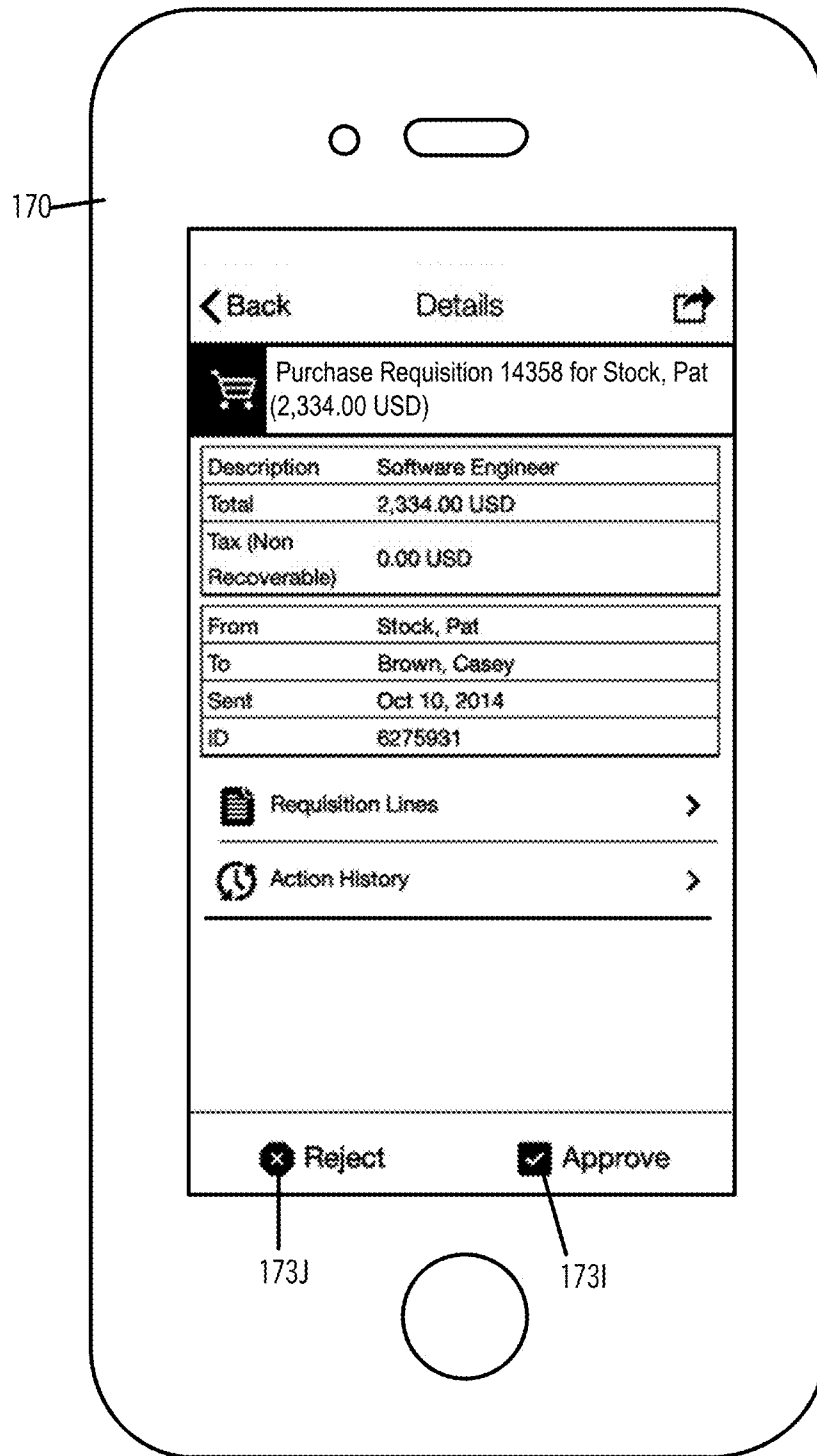 170
Back Details
Purchase Requisition 14358 for Stock, Pat
(2,334.00 USD)
Description Software Engineer
Total 2,334.00 USD
Tax (Non
Recoverable) 0.00 USD
From Stock, Pat
To Brown, Casey
Sent Oct 10, 2014
ID 6275931
Requisition Lines
Action History
Reject Approve
173J 173I